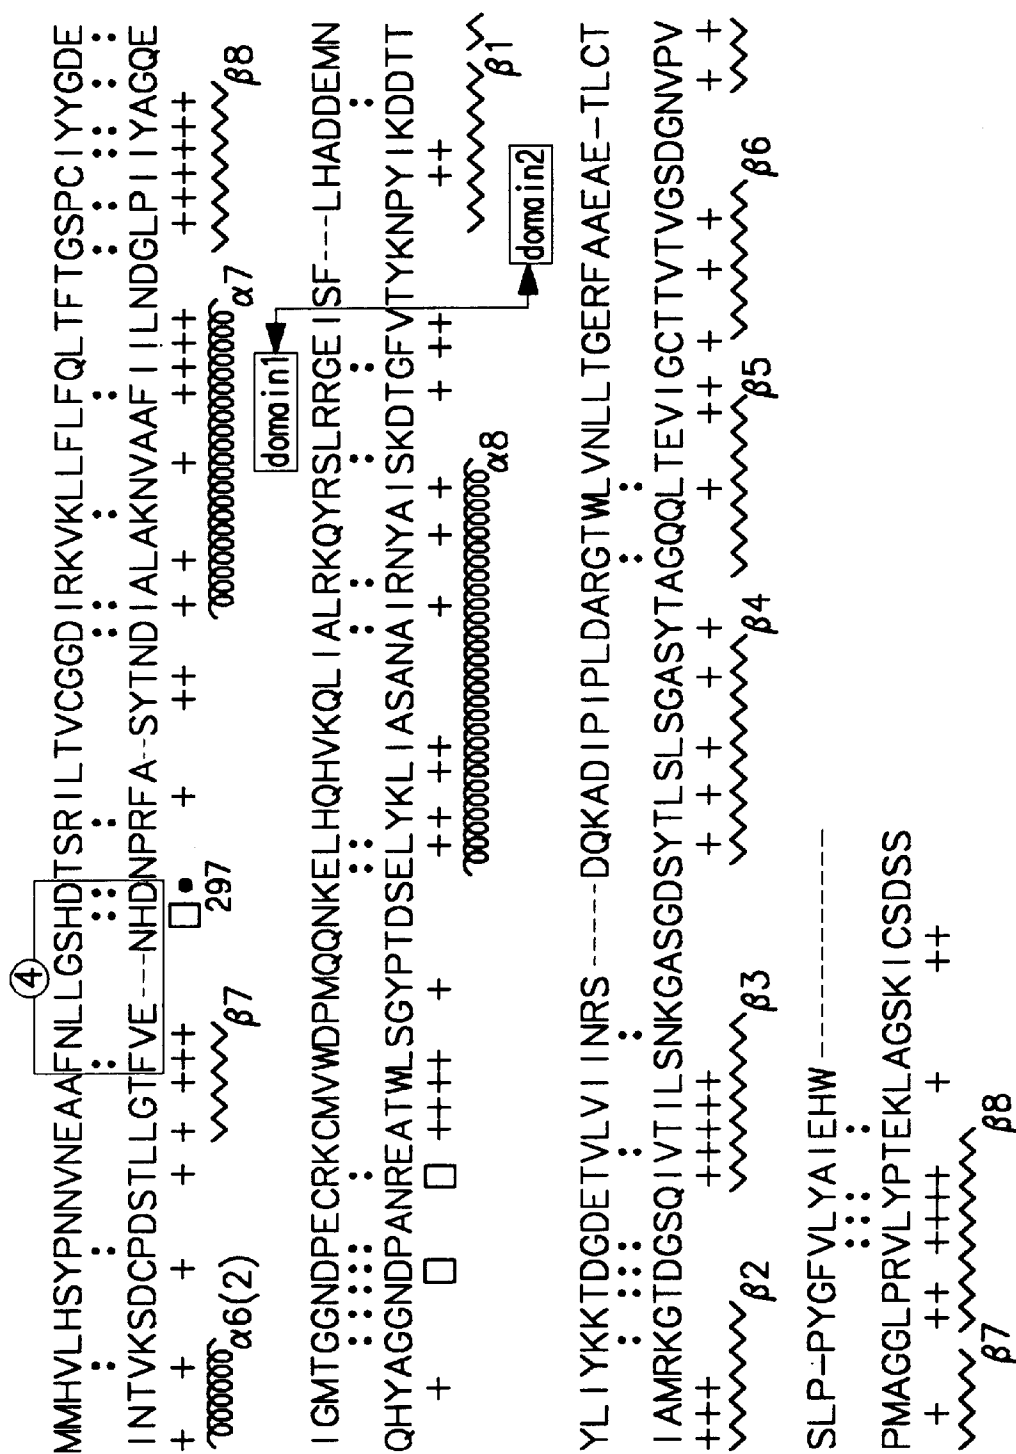 ④
MMHVLHSYPNNVNEAAFNLLGSHDTSRILTVCGGDIRKVKLLFLFQLTFTGSPCIYYGDE
INTVKSDCPDSTLLGTFVE---NHDNPRFA--SYTNDIALAKNVAAFIILNDGLPIIYAGQE
297
α6(2) β7 α7 β8
domain1
IGMTGGNDPECRKCMVWDPMQQNKELHQHVKQLIALRKQYRSLRRGEISF---LHADDEMN
QHYAGGNDPANREATWLSGYPTDSELYKLIASANAIRNYAISKDTGFVTYKNPYIKDDTT
α8 β1
domain2
YLIYKKTDGDETVLVIINRS------DQKADIPIPLDARGTWLVNLLTGERFAAEAE-TLCT
IAMRKGTDGSQIVTILSNKGASGDSYTLSLSGASYTAGQQLTEVIGCTTVTVGSDGNVPV
β2 β3 β4 β5 β6
SLP-PYGFVLYAIEHW------------
PMAGGLPRVLYPTEKLAGSKICSDSS
β7 β8